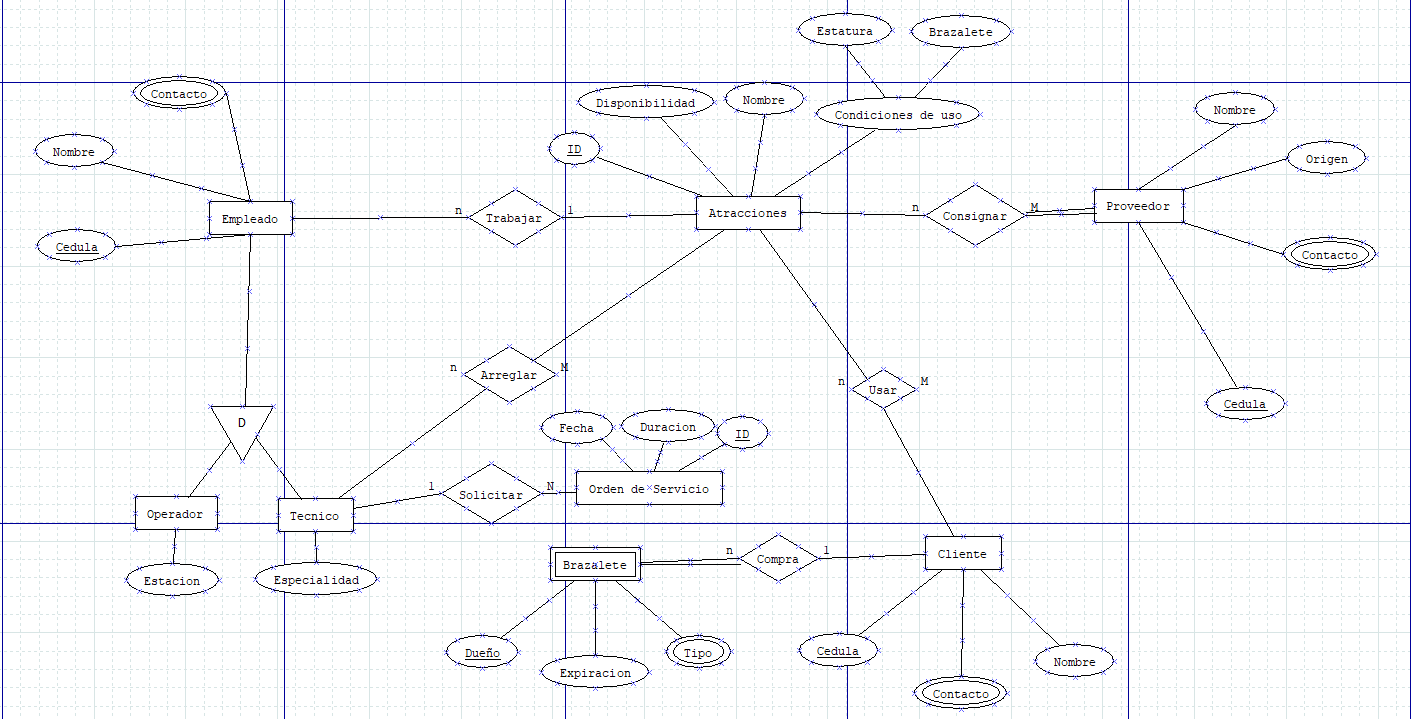 Estatura
Brazalete
Contacto
Disponibilidad
Nombre
Condiciones de uso
Nombre
Nombre
ID
Origen
Empleado
n
Trabajar
1
Atracciones
n
Consignar
M
Proveedor
Cedula
Contacto
n
Arreglar
M
n
Usar
M
Cedula
D
Fecha
Duracion
ID
1
Solicitar
N
Orden de Servicio
Operador
Tecnico
Brazalete
n
Compra
1
Cliente
Estacion
Especialidad
Dueño
Expiracion
Tipo
Cedula
Contacto
Nombre